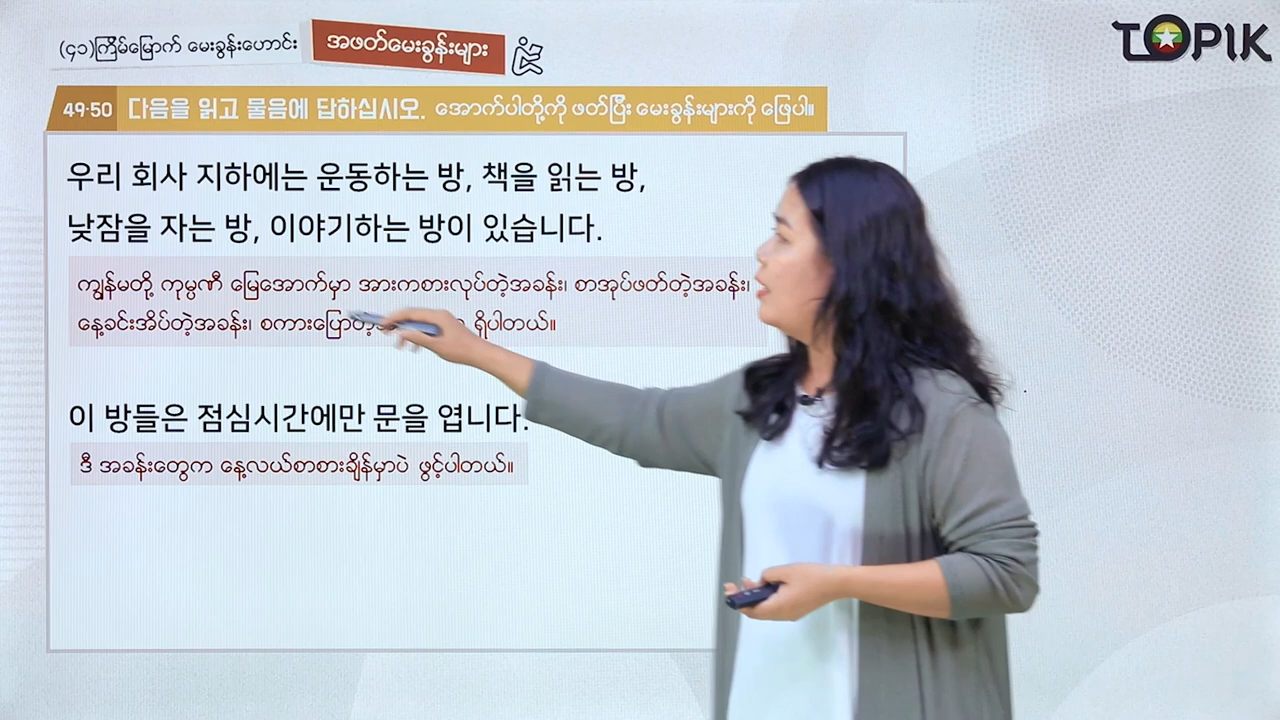 (၄၁)ကြိမ်မြောက် မေးခွန်းဟောင်း
အဖတ်မေးခွန်းများ
TOPIK
49-50 다음을 읽고 물음에 답하십시오. အောက်ပါတို့ကို ဖတ်ပြီး မေးခွန်းများကို ဖြေပါ။
우리 회사 지하에는 운동하는 방, 책을 읽는 방,
낮잠을 자는 방, 이야기하는 방이 있습니다.
ကျွန်မတို့ ကုမ္ပဏီ မြေအောက်မှာ အားကစားလုပ်တဲ့အခန်း၊ စာအုပ်ဖတ်တဲ့အခန်း၊
နေ့ခင်းအိပ်တဲ့အခန်း၊ စကားပြော ရှိပါတယ်။
이 방들은 점심시간에만 문을 엽니다.
ဒီ အခန်းတွေက နေ့လယ်စာစားချိန်မှာပဲ ဖွင့်ပါတယ်။